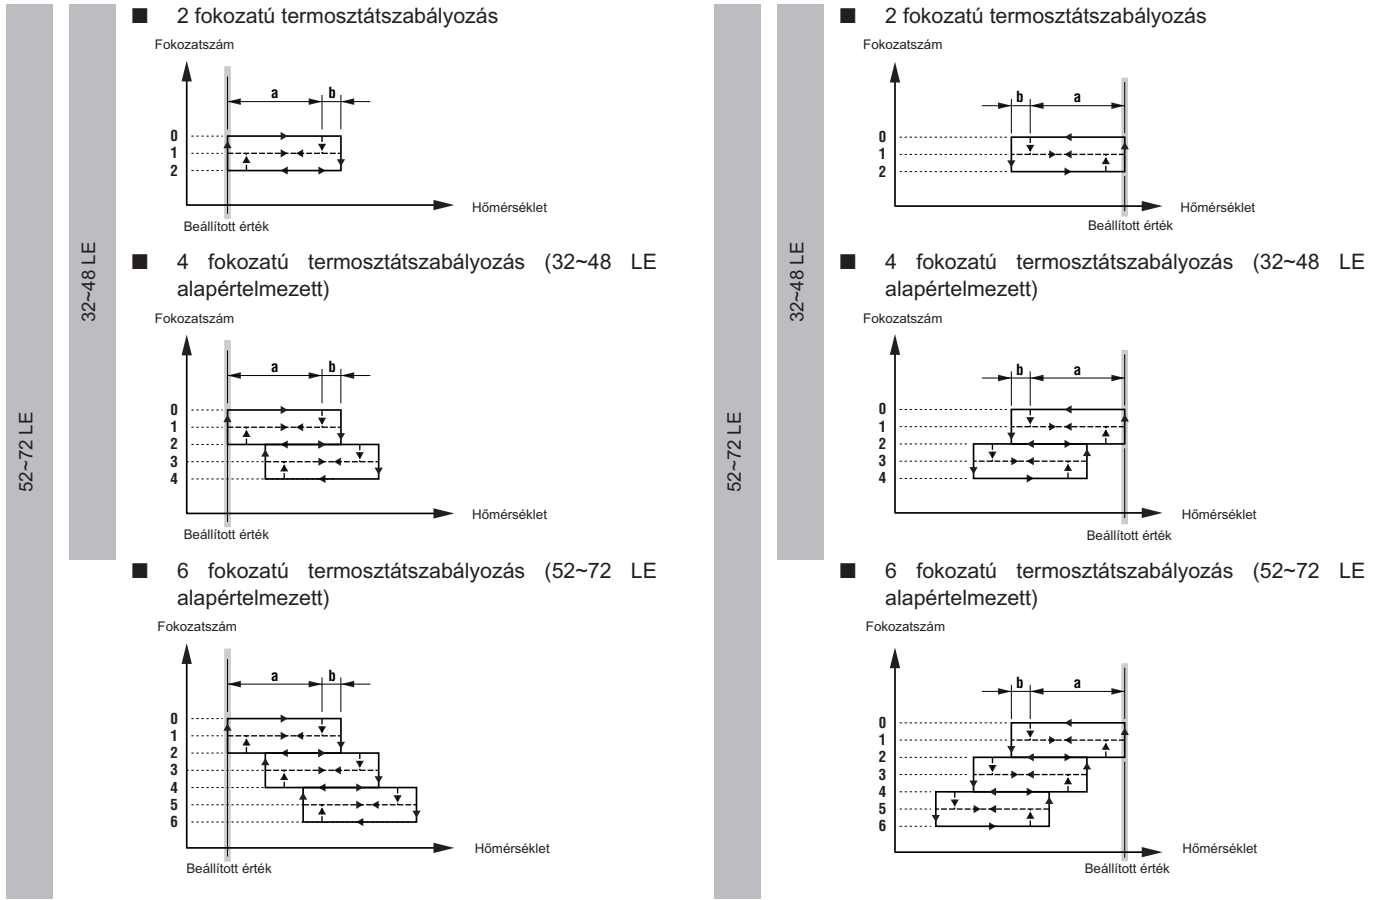 52~72 LE
32~48 LE
■ 2 fokozatú termosztátszabályozás
Fokozatszám
a b
0
1
2
Hőmérséklet
Beállított érték
■ 4 fokozatú termosztátszabályozás (32~48 LE
alapértelmezett)
Fokozatszám
a b
0
1
2
3
4
Hőmérséklet
Beállított érték
■ 6 fokozatú termosztátszabályozás (52~72 LE
alapértelmezett)
Fokozatszám
a b
0
1
2
3
4
5
6
Hőmérséklet
Beállított érték
52~72 LE
32~48 LE
■ 2 fokozatú termosztátszabályozás
Fokozatszám
b a
0
1
2
Hőmérséklet
Beállított érték
■ 4 fokozatú termosztátszabályozás (32~48 LE
alapértelmezett)
Fokozatszám
b a
0
1
2
3
4
Hőmérséklet
Beállított érték
■ 6 fokozatú termosztátszabályozás (52~72 LE
alapértelmezett)
Fokozatszám
b a
0
1
2
3
4
5
6
Hőmérséklet
Beállított érték